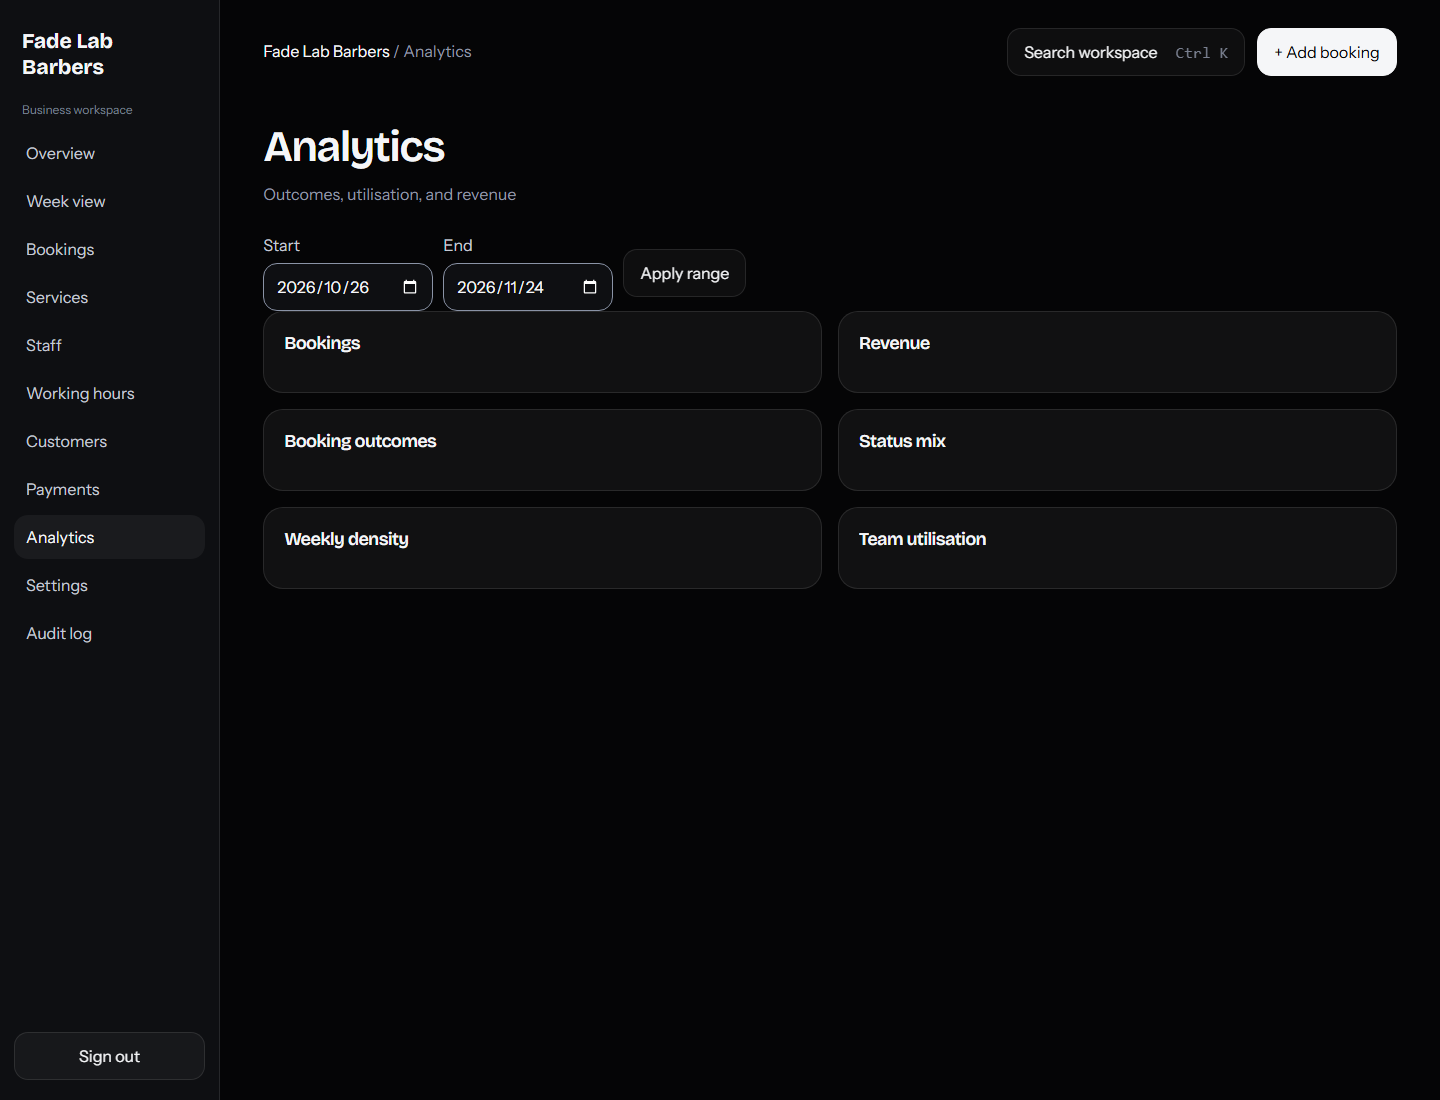 Fade Lab
Barbers
Business workspace
Overview
Week view
Bookings
Services
Staff
Working hours
Customers
Payments
Analytics
Settings
Audit log
Sign out
Fade Lab Barbers / Analytics
Search workspace Ctrl K
+ Add booking
Analytics
Outcomes, utilisation, and revenue
Start
End
2026/10/26
2026/11/24
Apply range
Bookings
Revenue
Booking outcomes
Status mix
Weekly density
Team utilisation